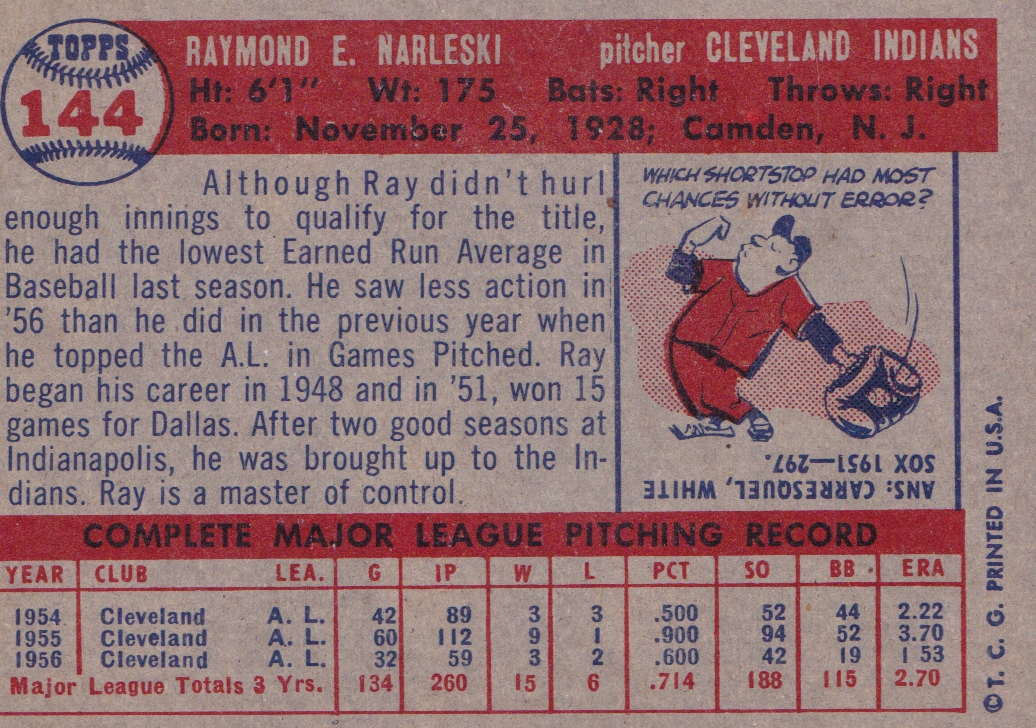 TOPPS
144
RAYMOND E. NARLESKI pitcher CLEVELAND INDIANS
Ht: 6'1" Wt: 175 Bats: Right Throws: Right
Born: November 25, 1928; Camden, N. J.
Although Ray didn't hurl
enough innings to qualify for the title,
he had the lowest Earned Run Average in
Baseball last season. He saw less action in
'56 than he did in the previous year when
he topped the A.L. in Games Pitched. Ray
began his career in 1948 and in '51, won 15
games for Dallas. After two good seasons at
Indianapolis, he was brought up to the In-
dians. Ray is a master of control.
WHICH SHORTSTOP HAD MOST
CHANCES WITHOUT ERROR?
ANS: CARRESQUEL, WHITE
SOX 1951—297.
COMPLETE MAJOR LEAGUE PITCHING RECORD
YEAR CLUB LEA. G IP W L PCT SO BB ERA
1954 Cleveland A. L. 42 89 3 3 .500 52 44 2.22
1955 Cleveland A. L. 60 112 9 1 .900 94 52 3.70
1956 Cleveland A. L. 32 59 3 2 .600 42 19 1 53
Major League Totals 3 Yrs. 134 260 15 6 .714 188 115 2.70
©T. C. G. PRINTED IN U.S.A.